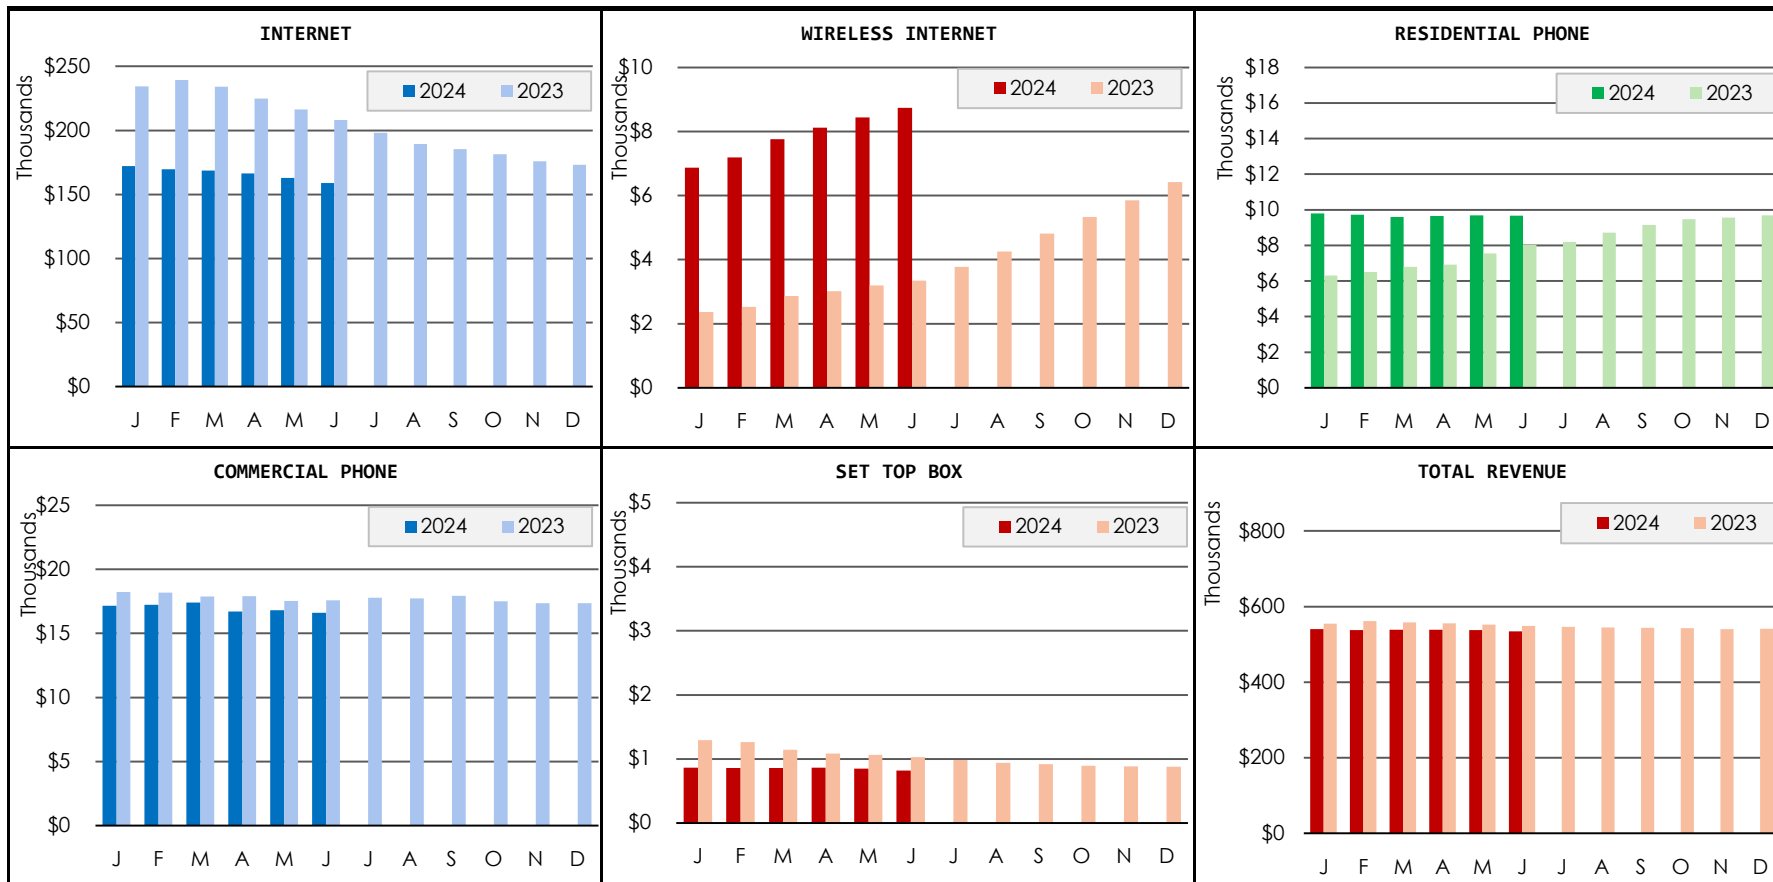 INTERNET
Thousands
$250
$200
$150
$100
$50
$0
2024 2023
J F M A M J J A S O N D
WIRELESS INTERNET
Thousands
$10
$8
$6
$4
$2
$0
2024 2023
J F M A M J J A S O N D
RESIDENTIAL PHONE
Thousands
$18
$16
$14
$12
$10
$8
$6
$4
$2
$0
2024 2023
J F M A M J J A S O N D
COMMERCIAL PHONE
Thousands
$25
$20
$15
$10
$5
$0
2024 2023
J F M A M J J A S O N D
SET TOP BOX
Thousands
$5
$4
$3
$2
$1
$0
2024 2023
J F M A M J J A S O N D
TOTAL REVENUE
Thousands
$800
$600
$400
$200
$0
2024 2023
J F M A M J J A S O N D